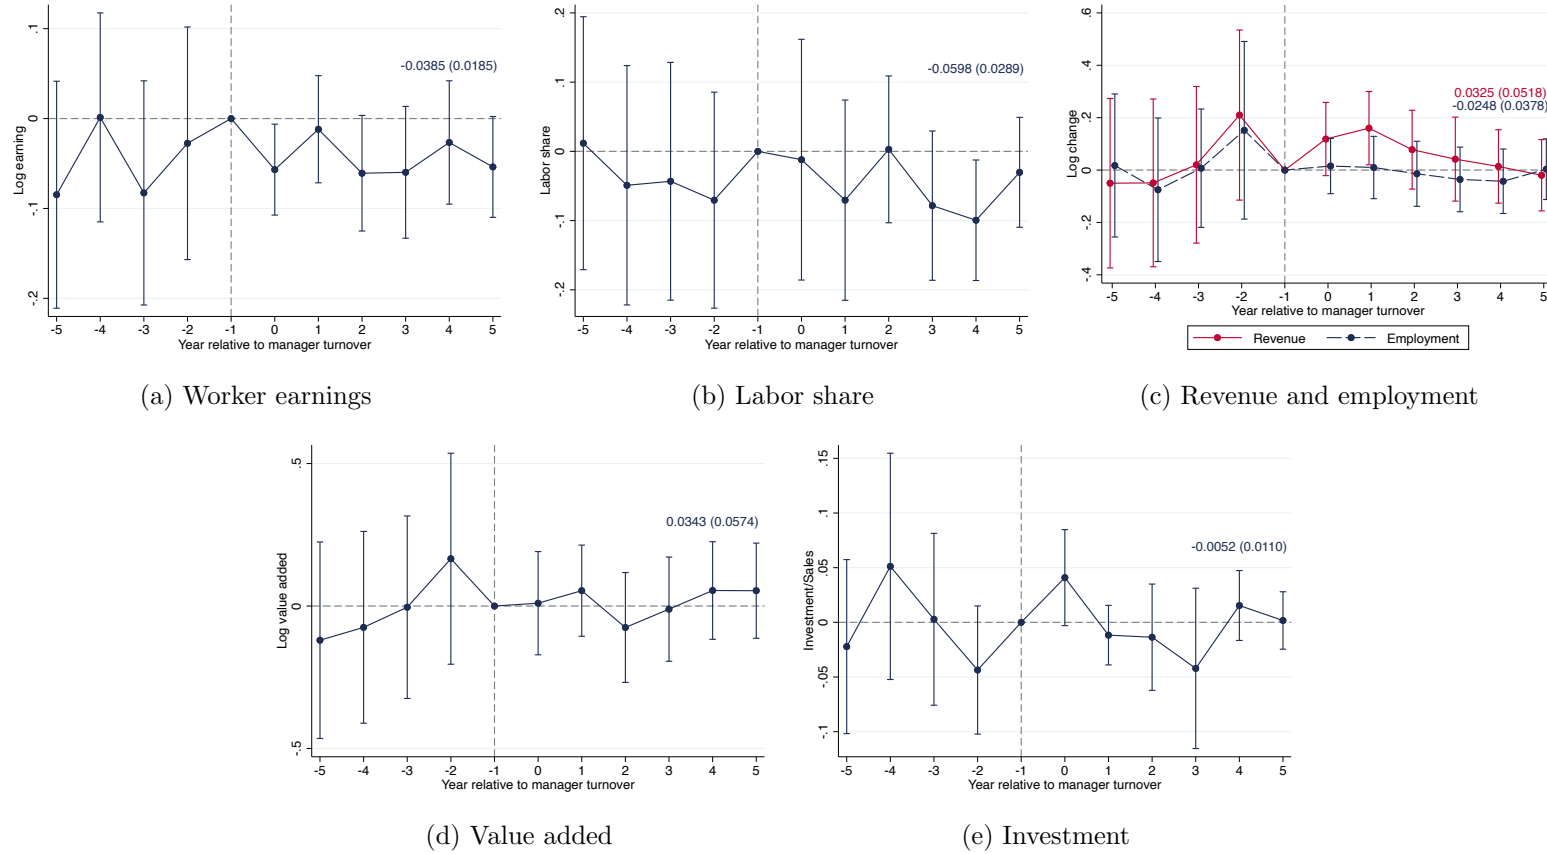 .1
0
-.1
-.2
Log earning
-0.0385 (0.0185)
-5 -4 -3 -2 -1 0 1 2 3 4 5
Year relative to manager turnover
(a) Worker earnings
.2
.1
0
-.1
-.2
Labor share
-0.0598 (0.0289)
-5 -4 -3 -2 -1 0 1 2 3 4 5
Year relative to manager turnover
(b) Labor share
.6
.4
.2
0
-.2
-.4
Log change
0.0325 (0.0518)
-0.0248 (0.0378)
-5 -4 -3 -2 -1 0 1 2 3 4 5
Year relative to manager turnover
Revenue Employment
(c) Revenue and employment
.5
0
-.5
Log value added
0.0343 (0.0574)
-5 -4 -3 -2 -1 0 1 2 3 4 5
Year relative to manager turnover
(d) Value added
.15
.1
.05
0
-.05
-.1
Investment/Sales
-0.0052 (0.0110)
-5 -4 -3 -2 -1 0 1 2 3 4 5
Year relative to manager turnover
(e) Investment